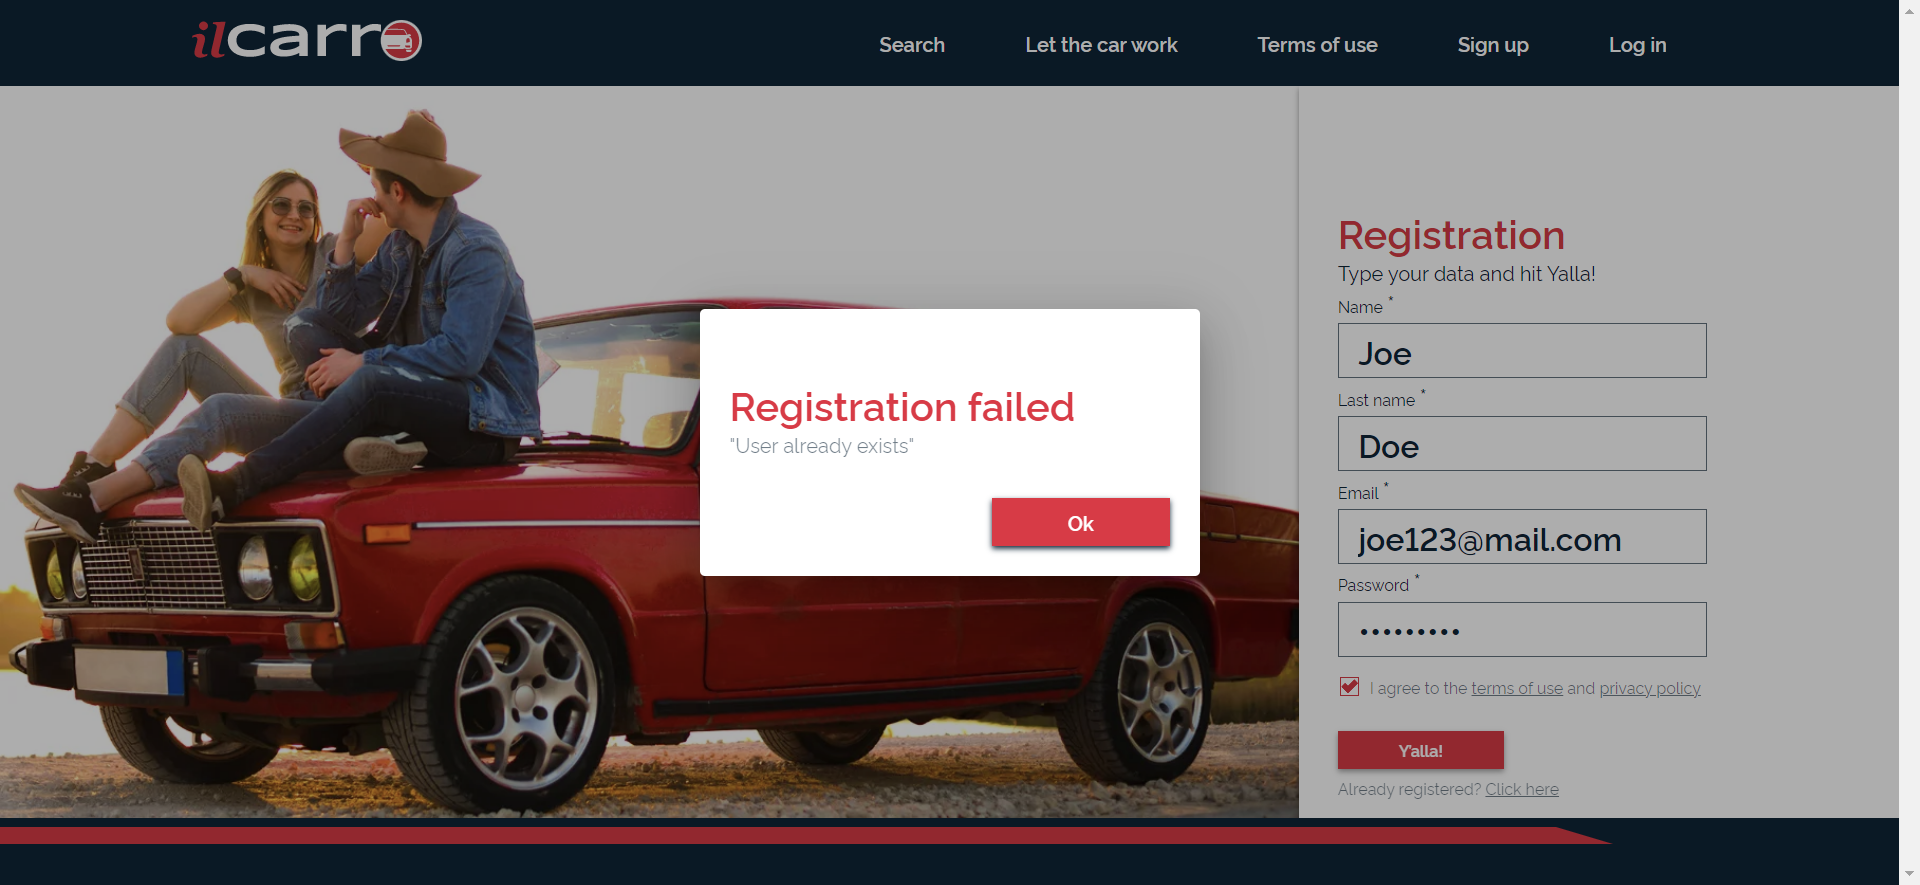 ilcarro
Search Let the car work Terms of use Sign up Log in
Registration
Type your data and hit Yalla!
Name *
Joe
Last name *
Doe
Email *
joe123@mail.com
Password *
•••••••••
I agree to the terms of use and privacy policy
Y'alla!
Already registered? Click here
Registration failed
"User already exists"
Ok